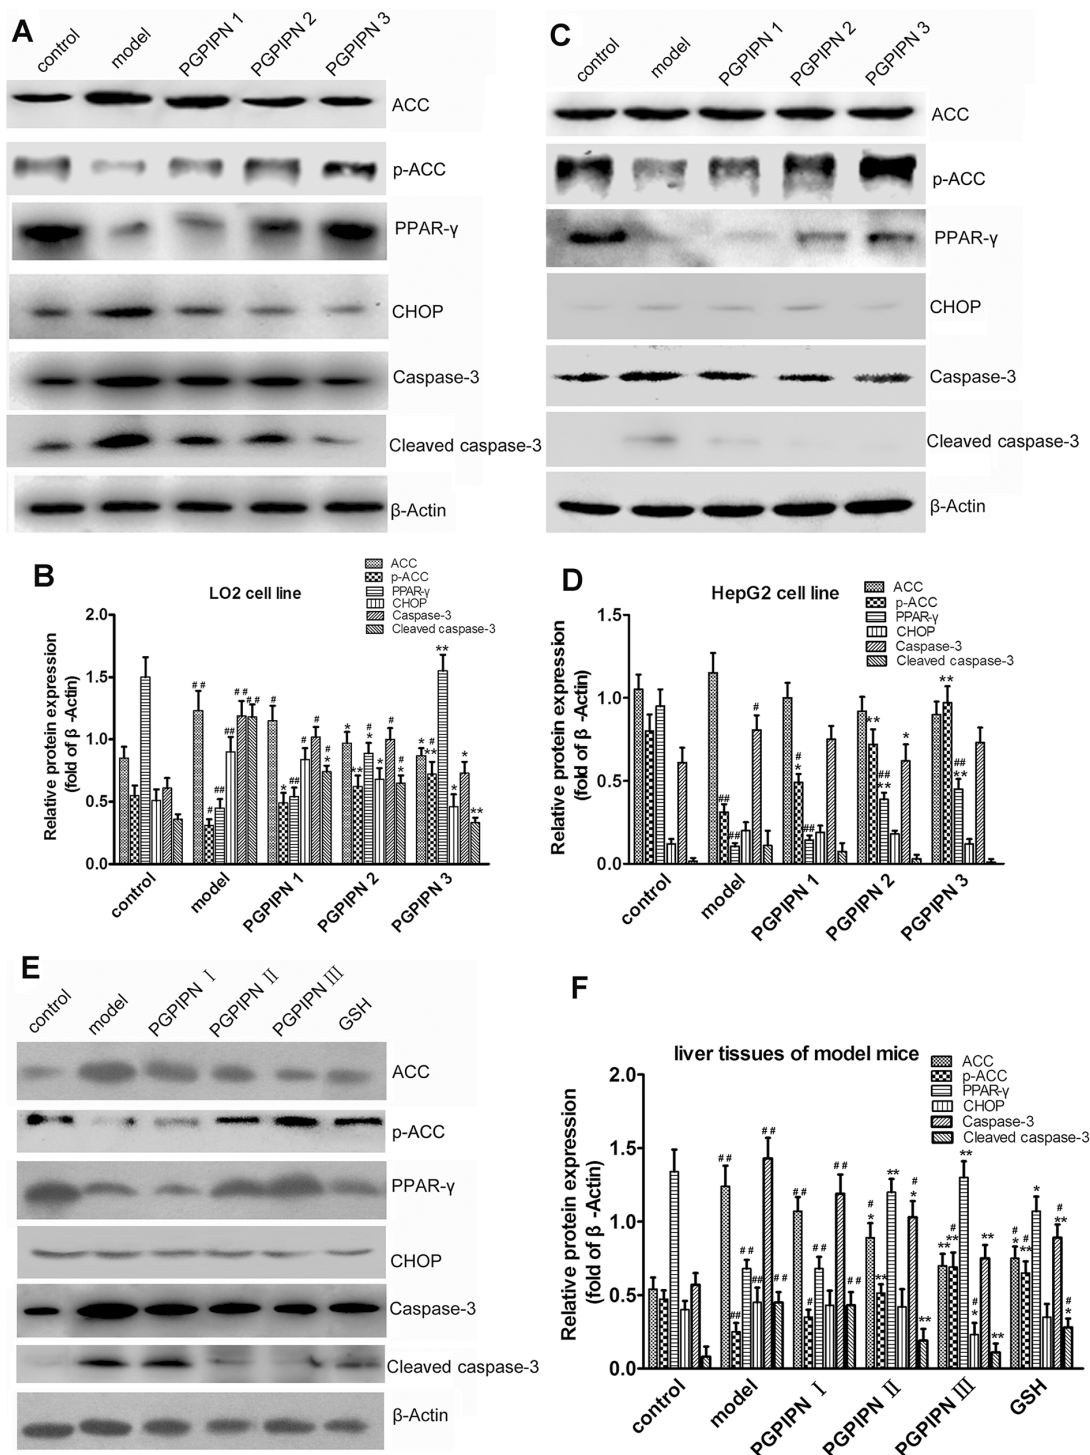 A
control
model
PGPIPN 1
PGPIPN 2
PGPIPN 3
ACC
p-ACC
PPAR-γ
CHOP
Caspase-3
Cleaved caspase-3
β-Actin
C
control
model
PGPIPN 1
PGPIPN 2
PGPIPN 3
ACC
p-ACC
PPAR-γ
CHOP
Caspase-3
Cleaved caspase-3
β-Actin
B
LO2 cell line
ACC
p-ACC
PPAR-γ
CHOP
Caspase-3
Cleaved caspase-3
Relative protein expression
(fold of β -Actin)
2.0
1.5
1.0
0.5
0.0
control
model
PGPIPN 1
PGPIPN 2
PGPIPN 3
D
HepG2 cell line
ACC
p-ACC
PPAR-γ
CHOP
Caspase-3
Cleaved caspase-3
Relative protein expression
(fold of β -Actin)
1.5
1.0
0.5
0.0
control
model
PGPIPN 1
PGPIPN 2
PGPIPN 3
E
control
model
PGPIPN Ⅰ
PGPIPN Ⅱ
PGPIPN Ⅲ
GSH
ACC
p-ACC
PPAR-γ
CHOP
Caspase-3
Cleaved caspase-3
β-Actin
F
liver tissues of model mice
ACC
p-ACC
PPAR-γ
CHOP
Caspase-3
Cleaved caspase-3
Relative protein expression
(fold of β -Actin)
2.0
1.5
1.0
0.5
0.0
control
model
PGPIPN Ⅰ
PGPIPN Ⅱ
PGPIPN Ⅲ
GSH